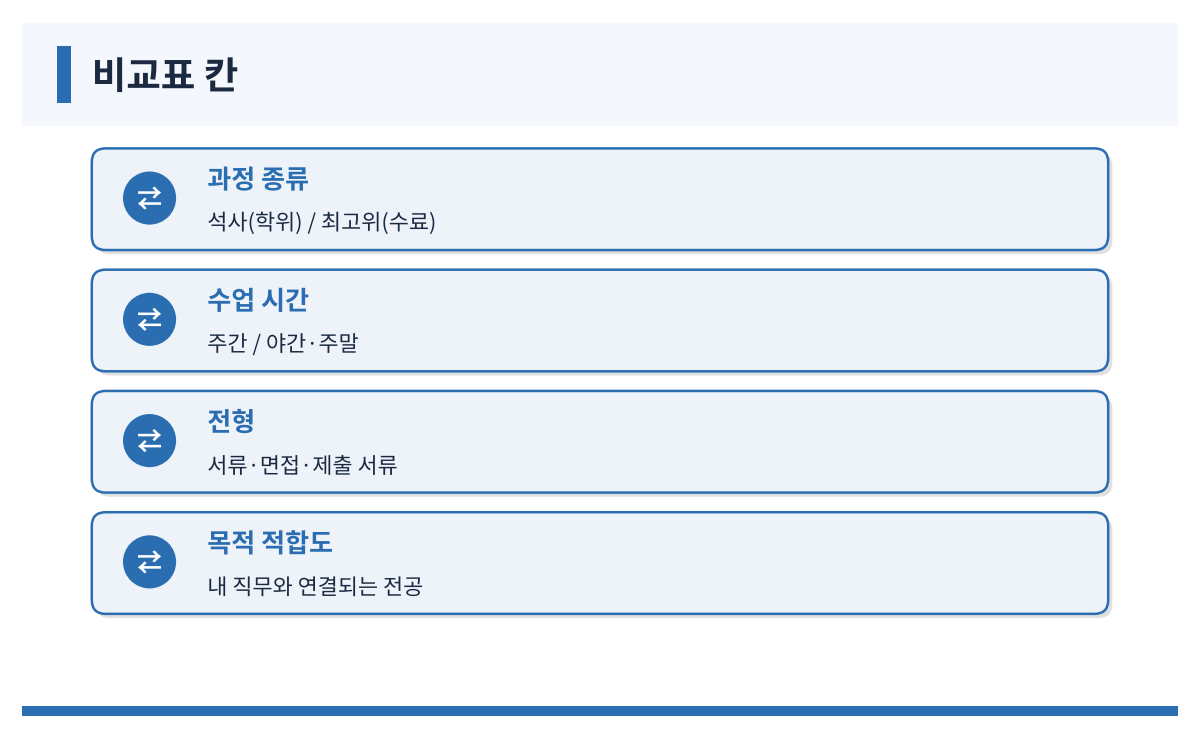 비교표 칸
과정 종류
석사(학위) / 최고위(수료)
수업 시간
주간 / 야간·주말
전형
서류·면접·제출 서류
목적 적합도
내 직무와 연결되는 전공